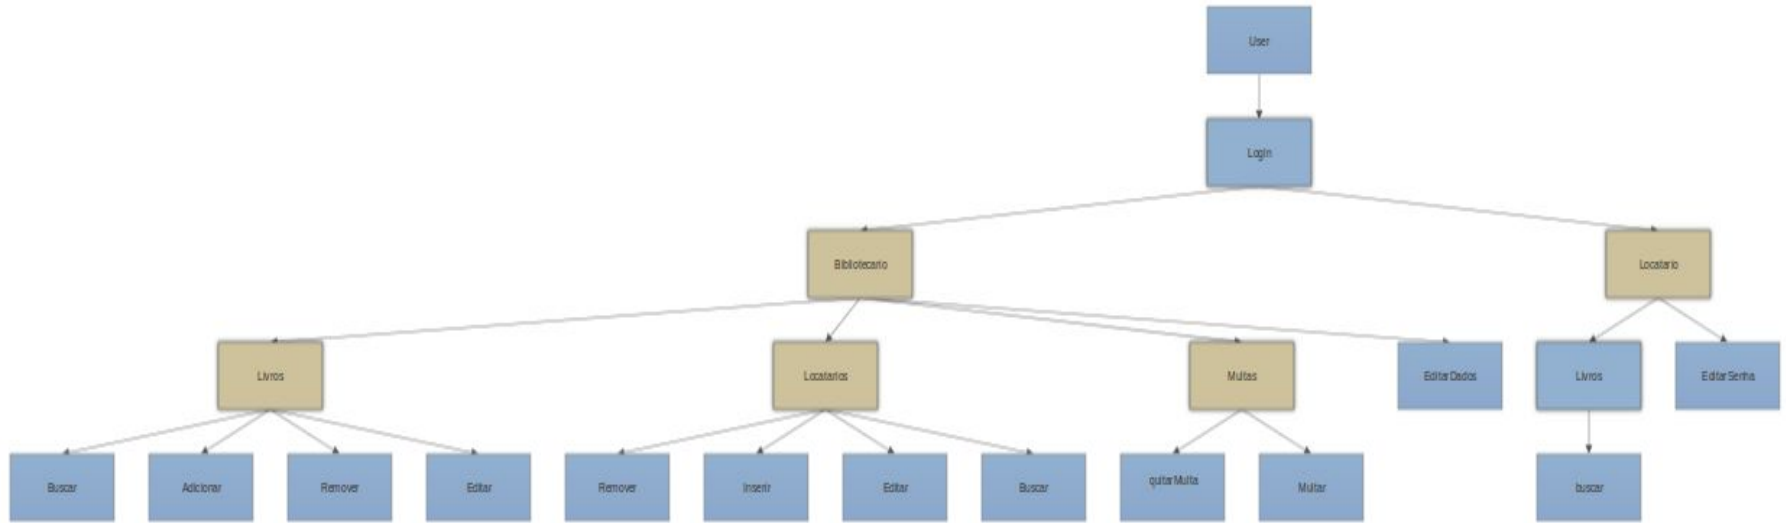 User
Login
Bibliotecario
Locatario
Livros
Locatarios
Multas
EditarDados
Livros
EditarSenha
Buscar
Adicionar
Remover
Editar
Remover
Inserir
Editar
Buscar
quitarMulta
Multar
buscar